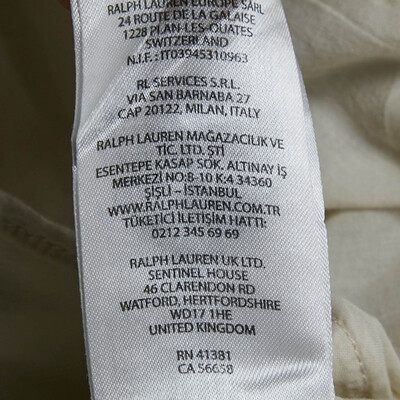 RALPH LAUREN EUROPE SARL
24 ROUTE DE LA GALAISE
1228 PLAN-LES-OUATES
SWITZERLAND
N.I.F.: IT03945310963
RL SERVICES S.R.L.
VIA SAN BARNABA 27
CAP 20122, MILAN, ITALY
RALPH LAUREN MAĞAZACILIK VE
TİC. LTD. ŞTİ
ESENTEPE KASAP SOK. ALTINAY İŞ
MERKEZİ NO:8-10 K:4 34360
ŞİŞLİ – İSTANBUL
WWW.RALPHLAUREN.COM.TR
TÜKETİCİ İLETİŞİM HATTI:
0212 345 69 69
RALPH LAUREN UK LTD.
SENTINEL HOUSE
46 CLARENDON RD
WATFORD, HERTFORDSHIRE
WD17 1HE
UNITED KINGDOM
RN 41381
CA 56658